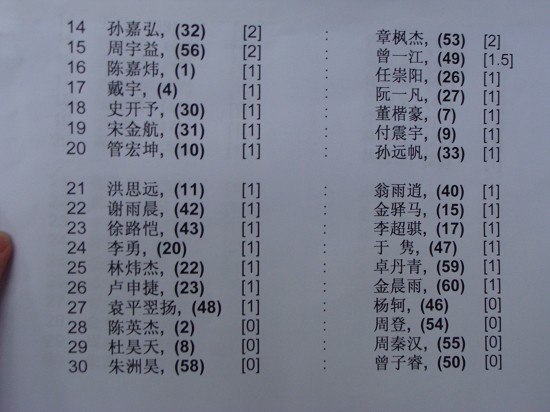 14 孙嘉弘, (32) [2] : 章枫杰, (53) [2]
15 周宇益, (56) [2] : 曾一江, (49) [1.5]
16 陈嘉炜, (1) [1] : 任崇阳, (26) [1]
17 戴宇, (4) [1] : 阮一凡, (27) [1]
18 史开予, (30) [1] : 董楷豪, (7) [1]
19 宋金航, (31) [1] : 付震宇, (9) [1]
20 管宏坤, (10) [1] : 孙远帆, (33) [1]
21 洪思远, (11) [1] : 翁雨逍, (40) [1]
22 谢雨晨, (42) [1] : 金驿马, (15) [1]
23 徐路恺, (43) [1] : 李超骐, (17) [1]
24 李勇, (20) [1] : 于 隽, (47) [1]
25 林炜杰, (22) [1] : 卓丹青, (59) [1]
26 卢申捷, (23) [1] : 金晨雨, (60) [1]
27 袁平翌扬, (48) [1] : 杨轲, (46) [0]
28 陈英杰, (2) [0] : 周登, (54) [0]
29 杜昊天, (8) [0] : 周秦汉, (55) [0]
30 朱洲昊, (58) [0] : 曾子睿, (50) [0]